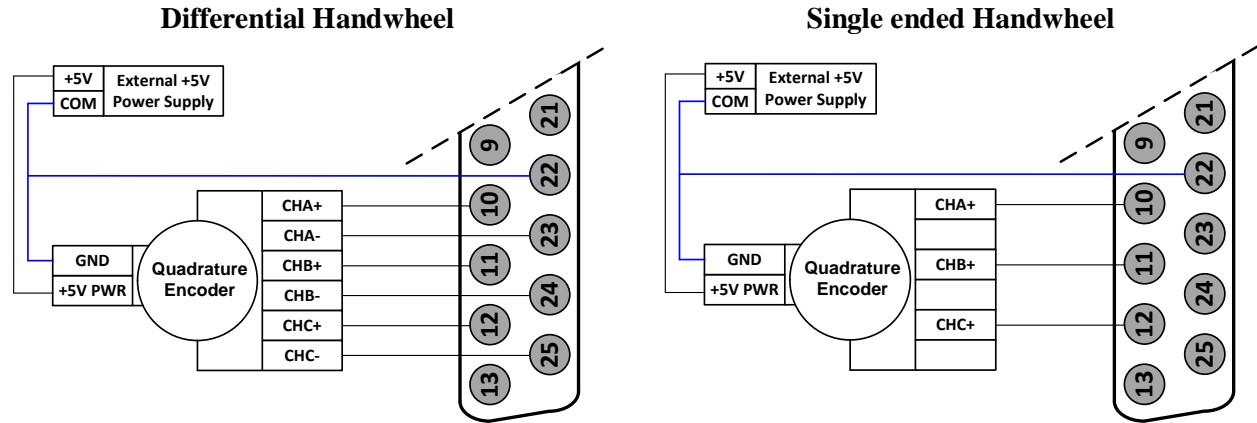 Differential Handwheel
+5V
COM
External +5V
Power Supply
21
9
22
10
CHA+
CHA-
23
CHB+
11
GND
+5V PWR
Quadrature
Encoder
CHB-
24
CHC+
12
CHC-
25
13
Single ended Handwheel
+5V
COM
External +5V
Power Supply
21
9
22
10
CHA+
23
GND
+5V PWR
Quadrature
Encoder
CHB+
11
24
CHC+
12
25
13